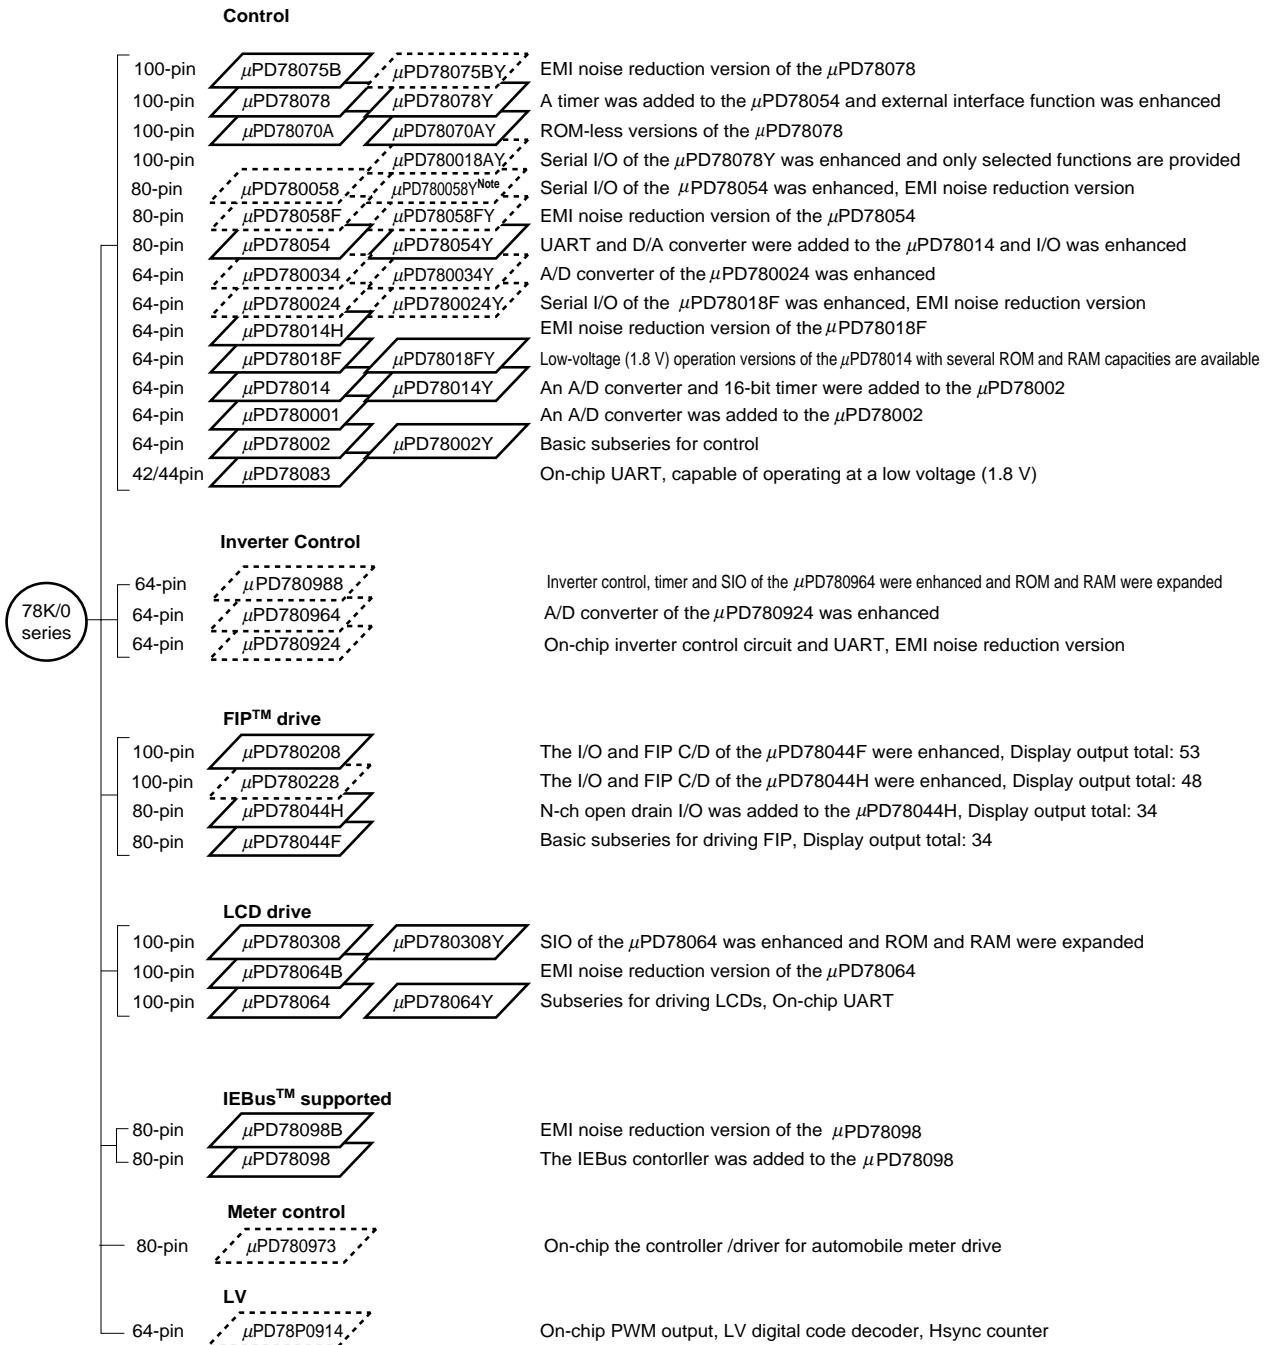 Control
100-pin μPD78075B μPD78075BY EMI noise reduction version of the μPD78078
100-pin μPD78078 μPD78078Y A timer was added to the μPD78054 and external interface function was enhanced
100-pin μPD78070A μPD78070AY ROM-less versions of the μPD78078
100-pin μPD780018AY Serial I/O of the μPD78078Y was enhanced and only selected functions are provided
80-pin μPD780058 μPD780058Y Note Serial I/O of the μPD78054 was enhanced, EMI noise reduction version
80-pin μPD78058F μPD78058FY EMI noise reduction version of the μPD78054
80-pin μPD78054 μPD78054Y UART and D/A converter were added to the μPD78014 and I/O was enhanced
64-pin μPD780034 μPD780034Y A/D converter of the μPD780024 was enhanced
64-pin μPD780024 μPD780024Y Serial I/O of the μPD78018F was enhanced, EMI noise reduction version
64-pin μPD78014H EMI noise reduction version of the μPD78018F
64-pin μPD78018F μPD78018FY Low-voltage (1.8 V) operation versions of the μPD78014 with several ROM and RAM capacities are available
64-pin μPD78014 μPD78014Y An A/D converter and 16-bit timer were added to the μPD78002
64-pin μPD780001 An A/D converter was added to the μPD78002
64-pin μPD78002 μPD78002Y Basic subseries for control
42/44pin μPD78083 On-chip UART, capable of operating at a low voltage (1.8 V)
Inverter Control
64-pin μPD780988 Inverter control, timer and SIO of the μPD780964 were enhanced and ROM and RAM were expanded
78K/0
series
64-pin μPD780964 A/D converter of the μPD780924 was enhanced
64-pin μPD780924 On-chip inverter control circuit and UART, EMI noise reduction version
FIP™ drive
100-pin μPD780208 The I/O and FIP C/D of the μPD78044F were enhanced, Display output total: 53
100-pin μPD780228 The I/O and FIP C/D of the μPD78044H were enhanced, Display output total: 48
80-pin μPD78044H N-ch open drain I/O was added to the μPD78044H, Display output total: 34
80-pin μPD78044F Basic subseries for driving FIP, Display output total: 34
LCD drive
100-pin μPD780308 μPD780308Y SIO of the μPD78064 was enhanced and ROM and RAM were expanded
100-pin μPD78064B EMI noise reduction version of the μPD78064
100-pin μPD78064 μPD78064Y Subseries for driving LCDs, On-chip UART
IEBus™ supported
80-pin μPD78098B EMI noise reduction version of the μPD78098
80-pin μPD78098 The IEBus contorller was added to the μPD78098
Meter control
80-pin μPD780973 On-chip the controller /driver for automobile meter drive
LV
64-pin μPD78P0914 On-chip PWM output, LV digital code decoder, Hsync counter